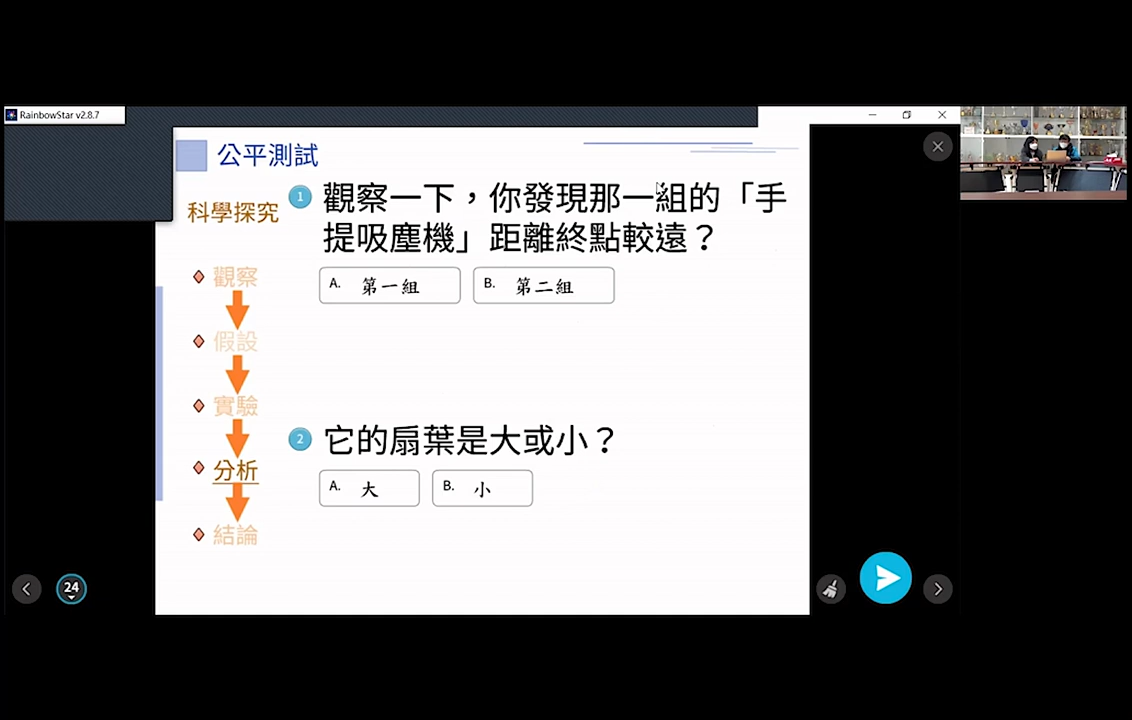 RainbowStar v2.8.7
公平測試
科學探究
1 觀察一下，你發現那一組的「手
提吸塵機」距離終點較遠？
A. 第一組
B. 第二組
觀察
假設
實驗
分析
結論
2 它的扇葉是大或小？
A. 大
B. 小
24